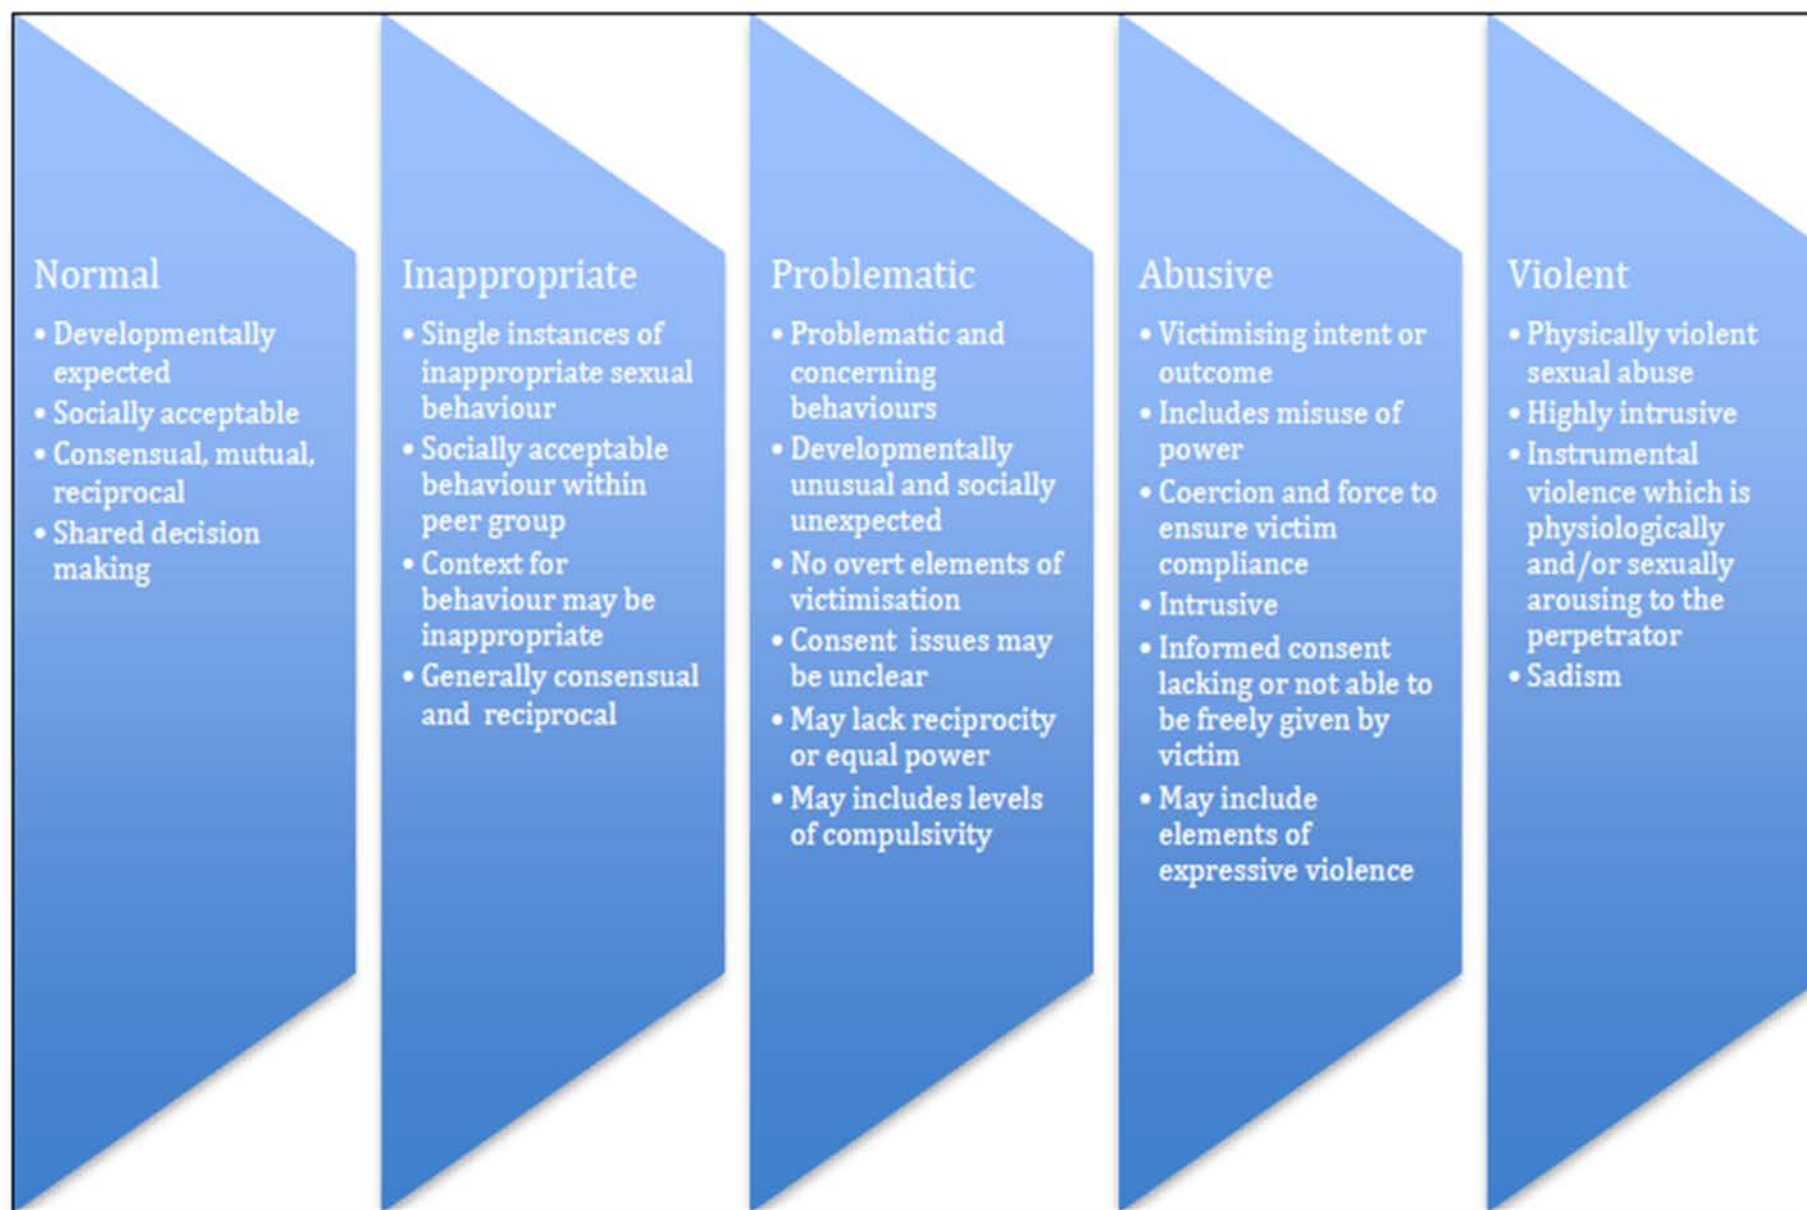 Normal
• Developmentally
expected
• Socially acceptable
• Consensual, mutual,
reciprocal
• Shared decision
making
Inappropriate
• Single instances of
inappropriate sexual
behaviour
• Socially acceptable
behaviour within
peer group
• Context for
behaviour may be
inappropriate
• Generally consensual
and reciprocal
Problematic
• Problematic and
concerning
behaviours
• Developmentally
unusual and socially
unexpected
• No overt elements of
victimisation
• Consent issues may
be unclear
• May lack reciprocity
or equal power
• May includes levels
of compulsivity
Abusive
• Victimising intent or
outcome
• Includes misuse of
power
• Coercion and force to
ensure victim
compliance
• Intrusive
• Informed consent
lacking or not able to
be freely given by
victim
• May include
elements of
expressive violence
Violent
• Physically violent
sexual abuse
• Highly intrusive
• Instrumental
violence which is
physiologically
and/or sexually
arousing to the
perpetrator
• Sadism